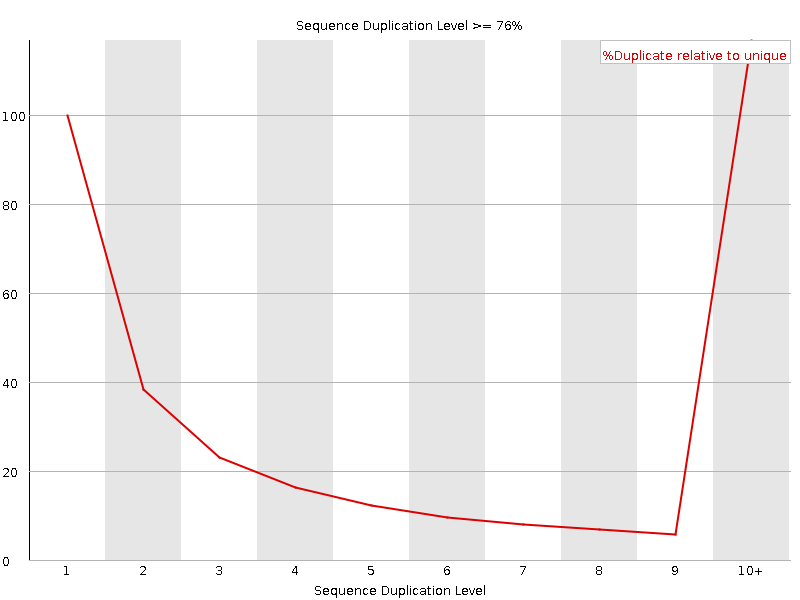 Sequence Duplication Level >= 76%
%Duplicate relative to unique
100
80
60
40
20
0
1 2 3 4 5 6 7 8 9 10+
Sequence Duplication Level